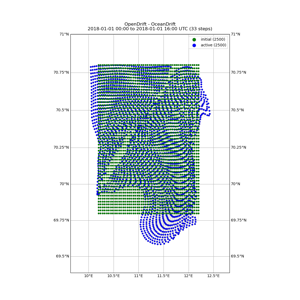 OpenDrift - OceanDrift
2018-01-01 00:00 to 2018-01-01 16:00 UTC (33 steps)
71°N
71°N
initial (2500)
active (2500)
70.75°N
70.75°N
70.5°N
70.5°N
70.25°N
70.25°N
70°N
70°N
69.75°N
69.75°N
69.5°N
69.5°N
10°E
10.5°E
11°E
11.5°E
12°E
12.5°E